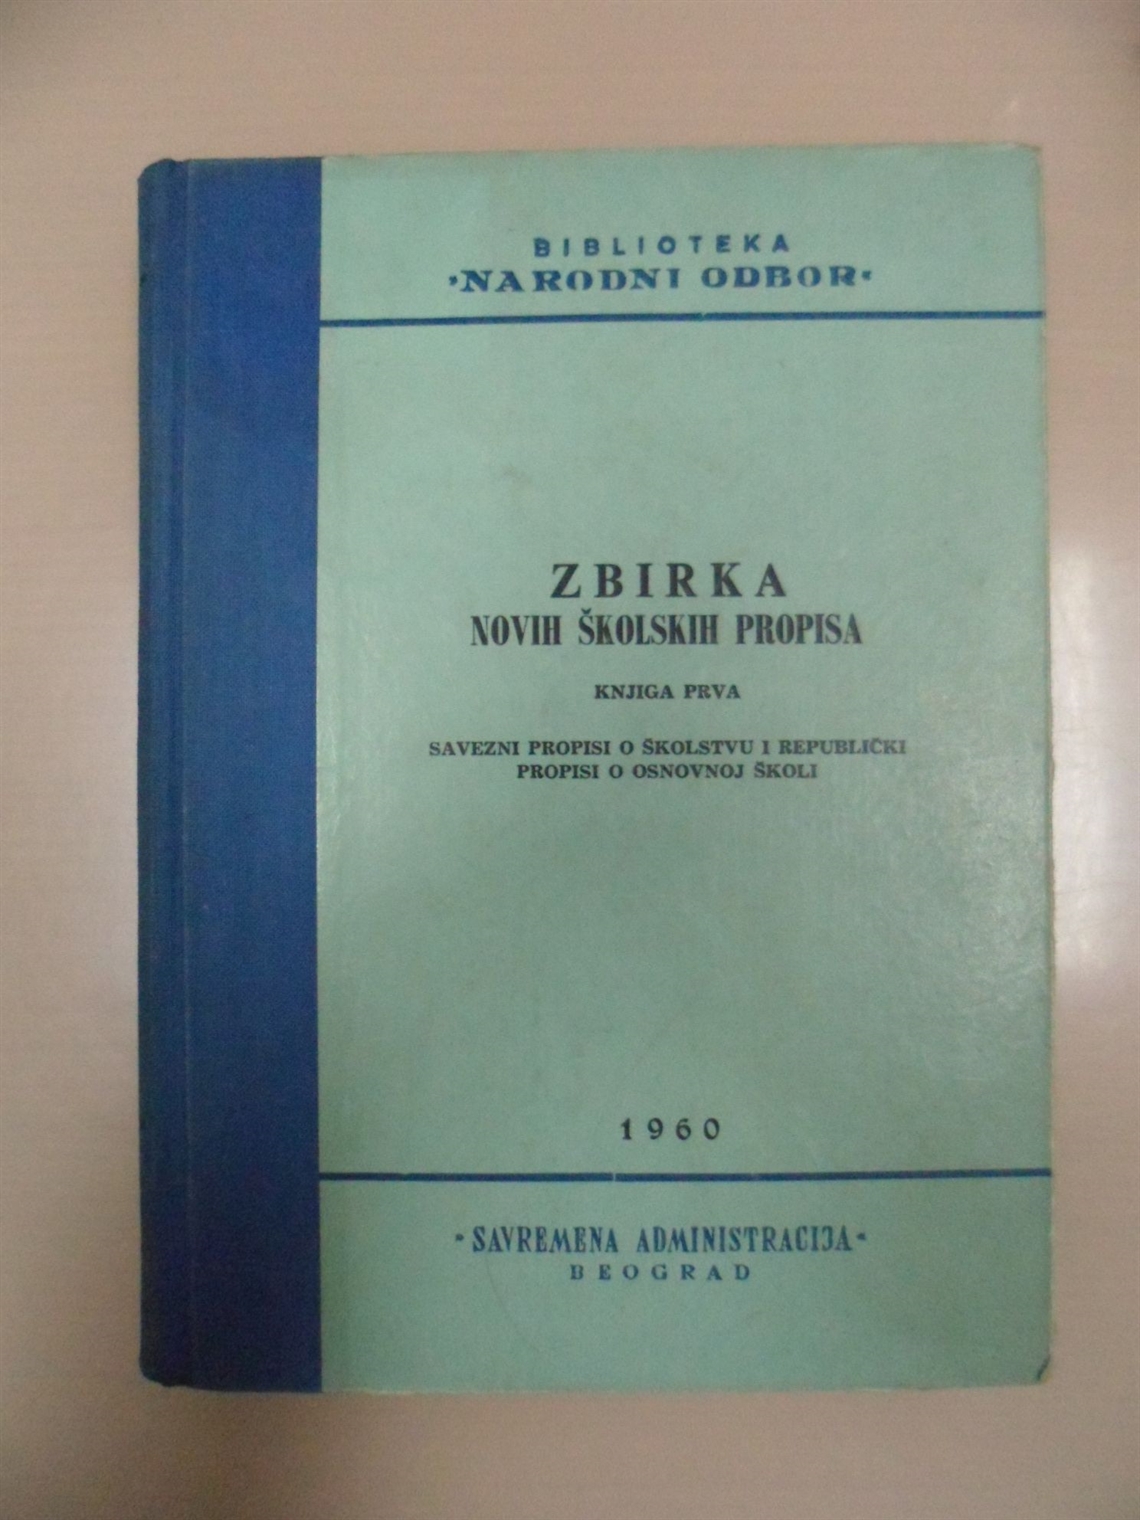 BIBLIOTEKA
"NARODNI ODBOR"
ZBIRKA
NOVIH ŠKOLSKIH PROPISA
KNJIGA PRVA
SAVEZNI PROPISI O ŠKOLSTVU I REPUBLIČKI
PROPISI O OSNOVNOJ ŠKOLI
1960
"SAVREMENA ADMINISTRACIJA"
BEOGRAD